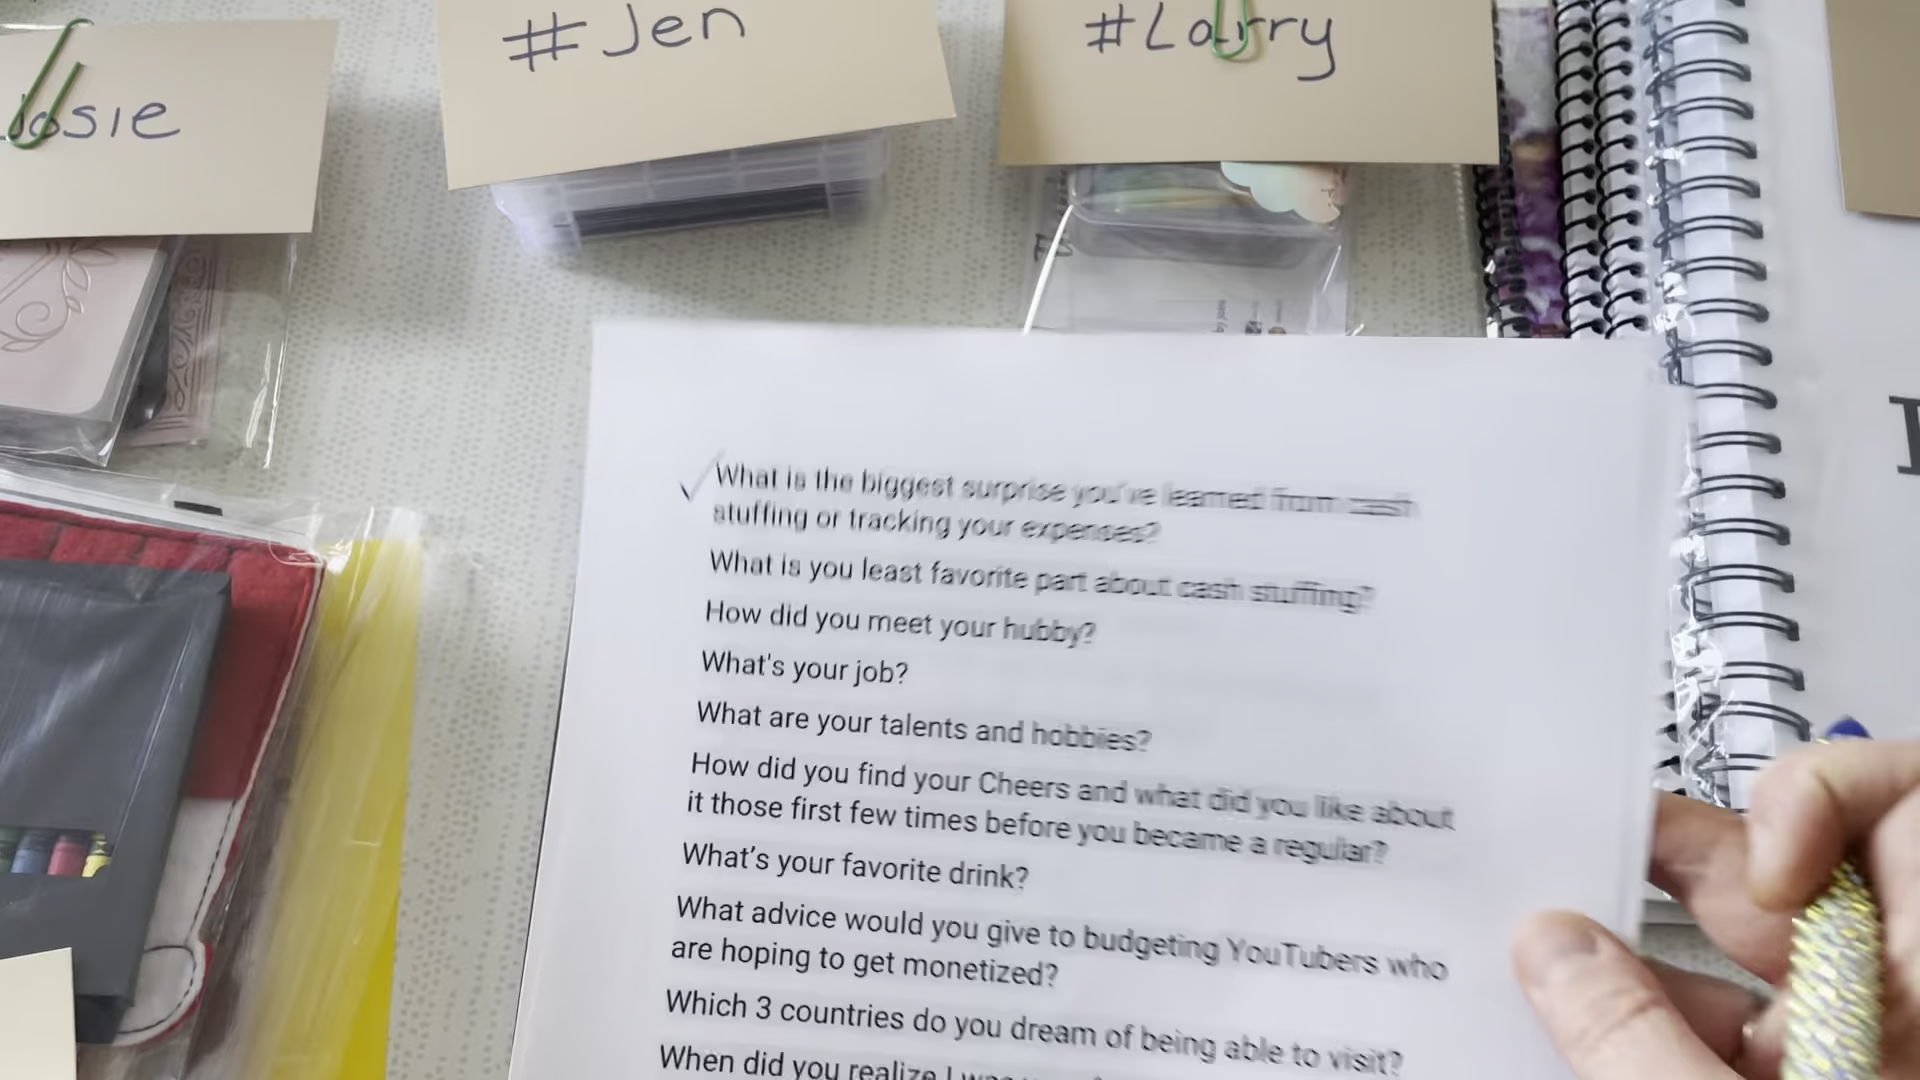 #Jen
#Larry
osie
What is the biggest surprise you've learned from cash
stuffing or tracking your expenses?
What is you least favorite part about cash stuffing?
How did you meet your hubby?
What's your job?
What are your talents and hobbies?
How did you find your Cheers and what did you like about
it those first few times before you became a regular?
What's your favorite drink?
What advice would you give to budgeting YouTubers who
are hoping to get monetized?
Which 3 countries do you dream of being able to visit?
When did you realize I